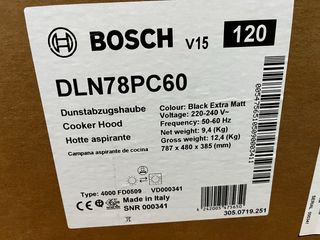 BOSCH V15 120
DLN78PC60
Dunstabzugshaube
Cooker Hood
Hotte aspirante
Campana aspirante de cocina
Colour: Black Extra Matt
Voltage: 220-240 V~
Frequency: 50-60 Hz
Net weight: 9,4 (Kg)
Gross weight: 12,4 (Kg)
787 x 480 x 385 (mm)
Type: 4000 FD0509 VD000341
Made in Italy
SNR 000341
305.0719.251